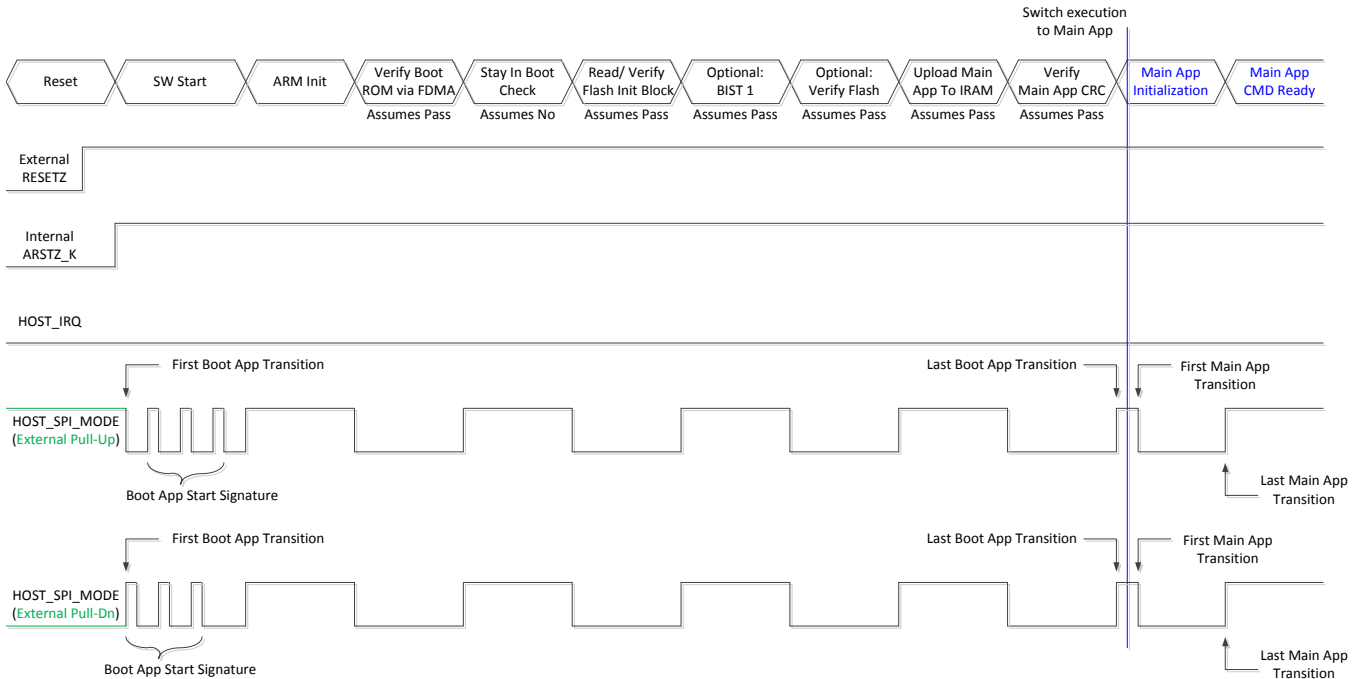 Switch execution
to Main App
Reset
SW Start
ARM Init
Verify Boot
ROM via FDMA
Stay In Boot
Check
Read/ Verify
Flash Init Block
Optional:
BIST 1
Optional:
Verify Flash
Upload Main
App To IRAM
Verify
Main App CRC
Main App
Initialization
Main App
CMD Ready
Assumes Pass
Assumes No
Assumes Pass
Assumes Pass
Assumes Pass
Assumes Pass
Assumes Pass
External
RESETZ
Internal
ARSTZ_K
HOST_IRQ
First Boot App Transition
Last Boot App Transition
First Main App
Transition
HOST_SPI_MODE
(External Pull-Up)
Boot App Start Signature
Last Main App
Transition
First Boot App Transition
Last Boot App Transition
First Main App
Transition
HOST_SPI_MODE
(External Pull-Dn)
Boot App Start Signature
Last Main App
Transition